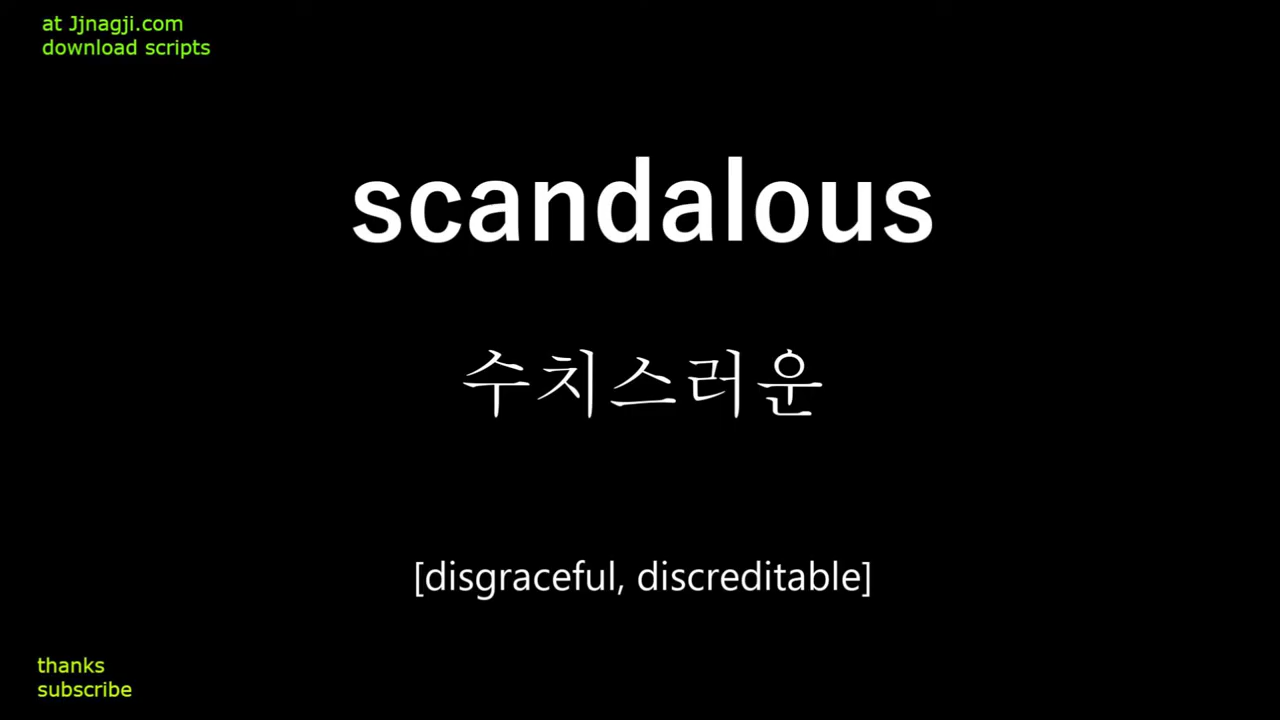 at Jjnagji.com
download scripts
scandalous
수치스러운
[disgraceful, discreditable]
thanks
subscribe